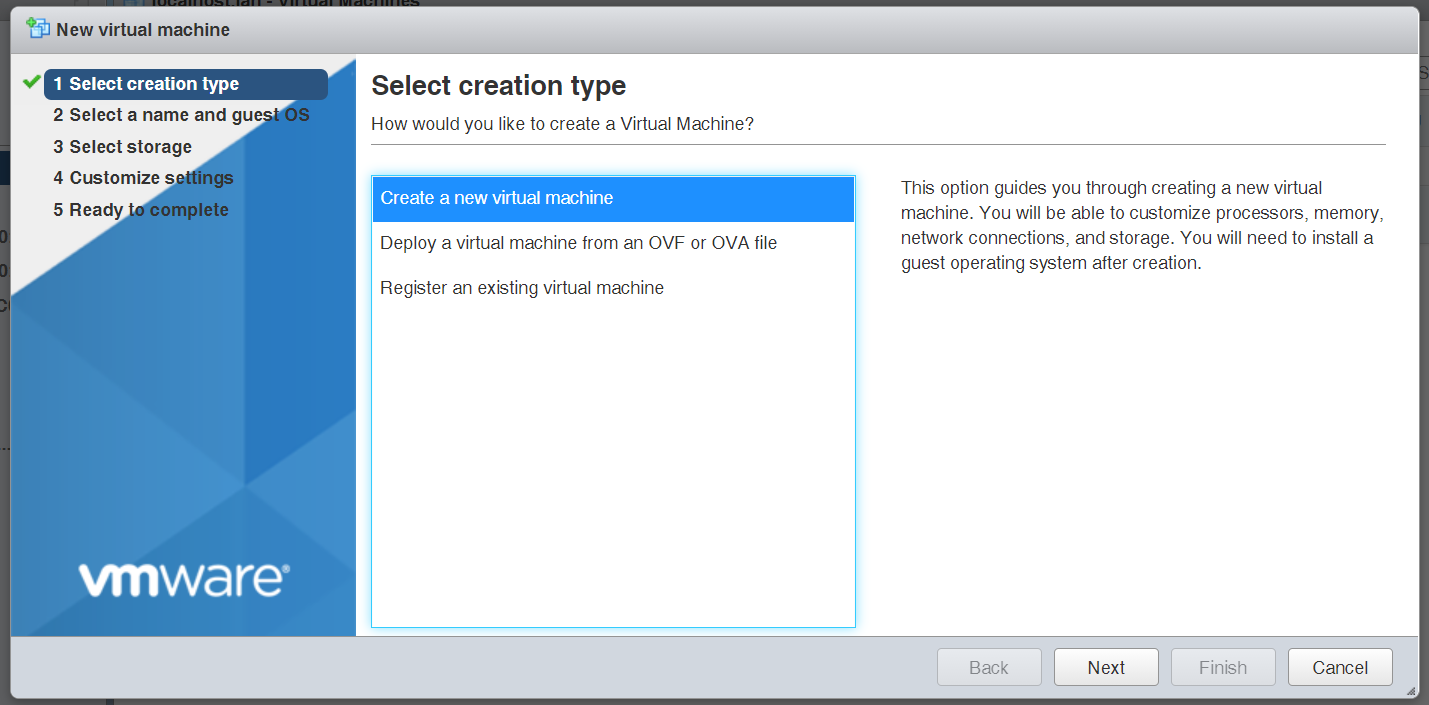 localhost.lan - Virtual Machines
New virtual machine
1 Select creation type
2 Select a name and guest OS
3 Select storage
4 Customize settings
5 Ready to complete
vmware®
Select creation type
How would you like to create a Virtual Machine?
Create a new virtual machine
Deploy a virtual machine from an OVF or OVA file
Register an existing virtual machine
This option guides you through creating a new virtual
machine. You will be able to customize processors, memory,
network connections, and storage. You will need to install a
guest operating system after creation.
Back
Next
Finish
Cancel